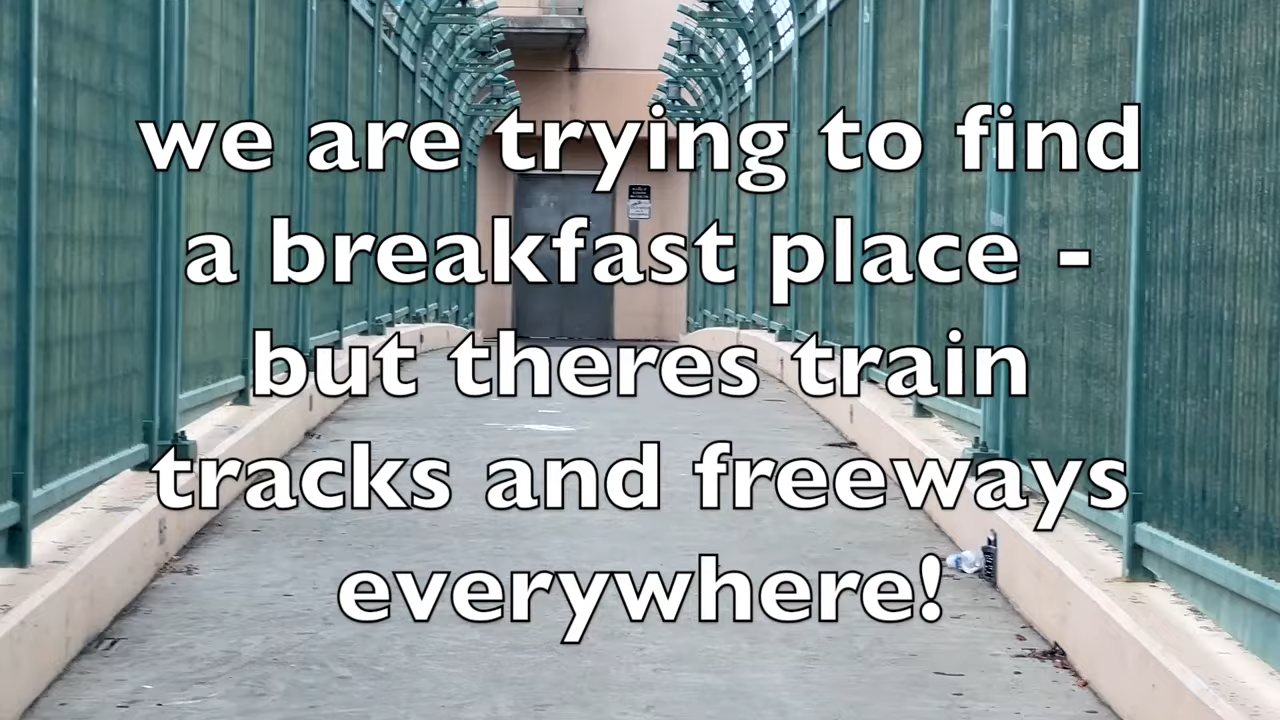 we are trying to find
a breakfast place -
but theres train
tracks and freeways
everywhere!